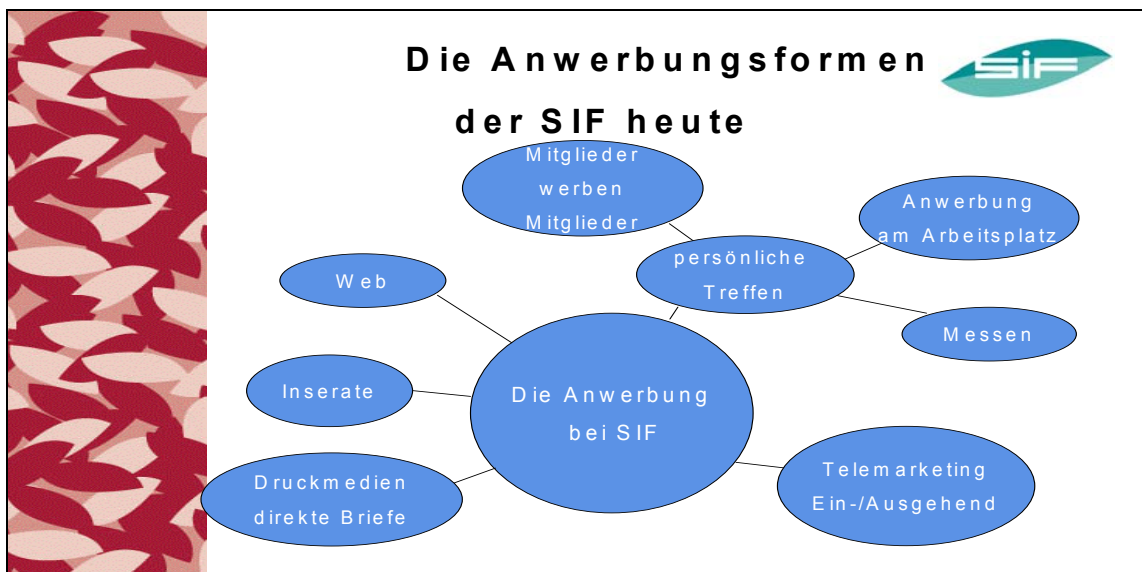 Die Anwerbungsformen
der SIF heute
SiF
Mitglieder
werben
Mitglieder
Anwerbung
am Arbeitsplatz
persönliche
Treffen
Web
Messen
Inserate
Die Anwerbung
bei SIF
Druckmedien
direkte Briefe
Telemarketing
Ein-/Ausgehend